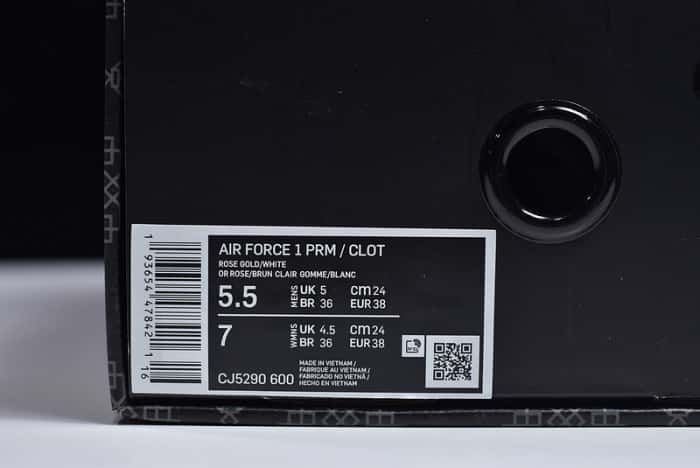 AIR FORCE 1 PRM / CLOT
ROSE GOLD/WHITE
OR ROSE/BRUN CLAIR GOMME/BLANC
5.5 MENS UK 5 CM 24
BR 36 EUR 38
7 WMNS UK 4.5 CM 24
BR 36 EUR 38
CJ5290 600
MADE IN VIETNAM /
FABRIQUÉ AU VIETNAM /
FABRICADO NO VIETNÃ /
HECHO EN VIETNAM
1 93654 47842 1 16